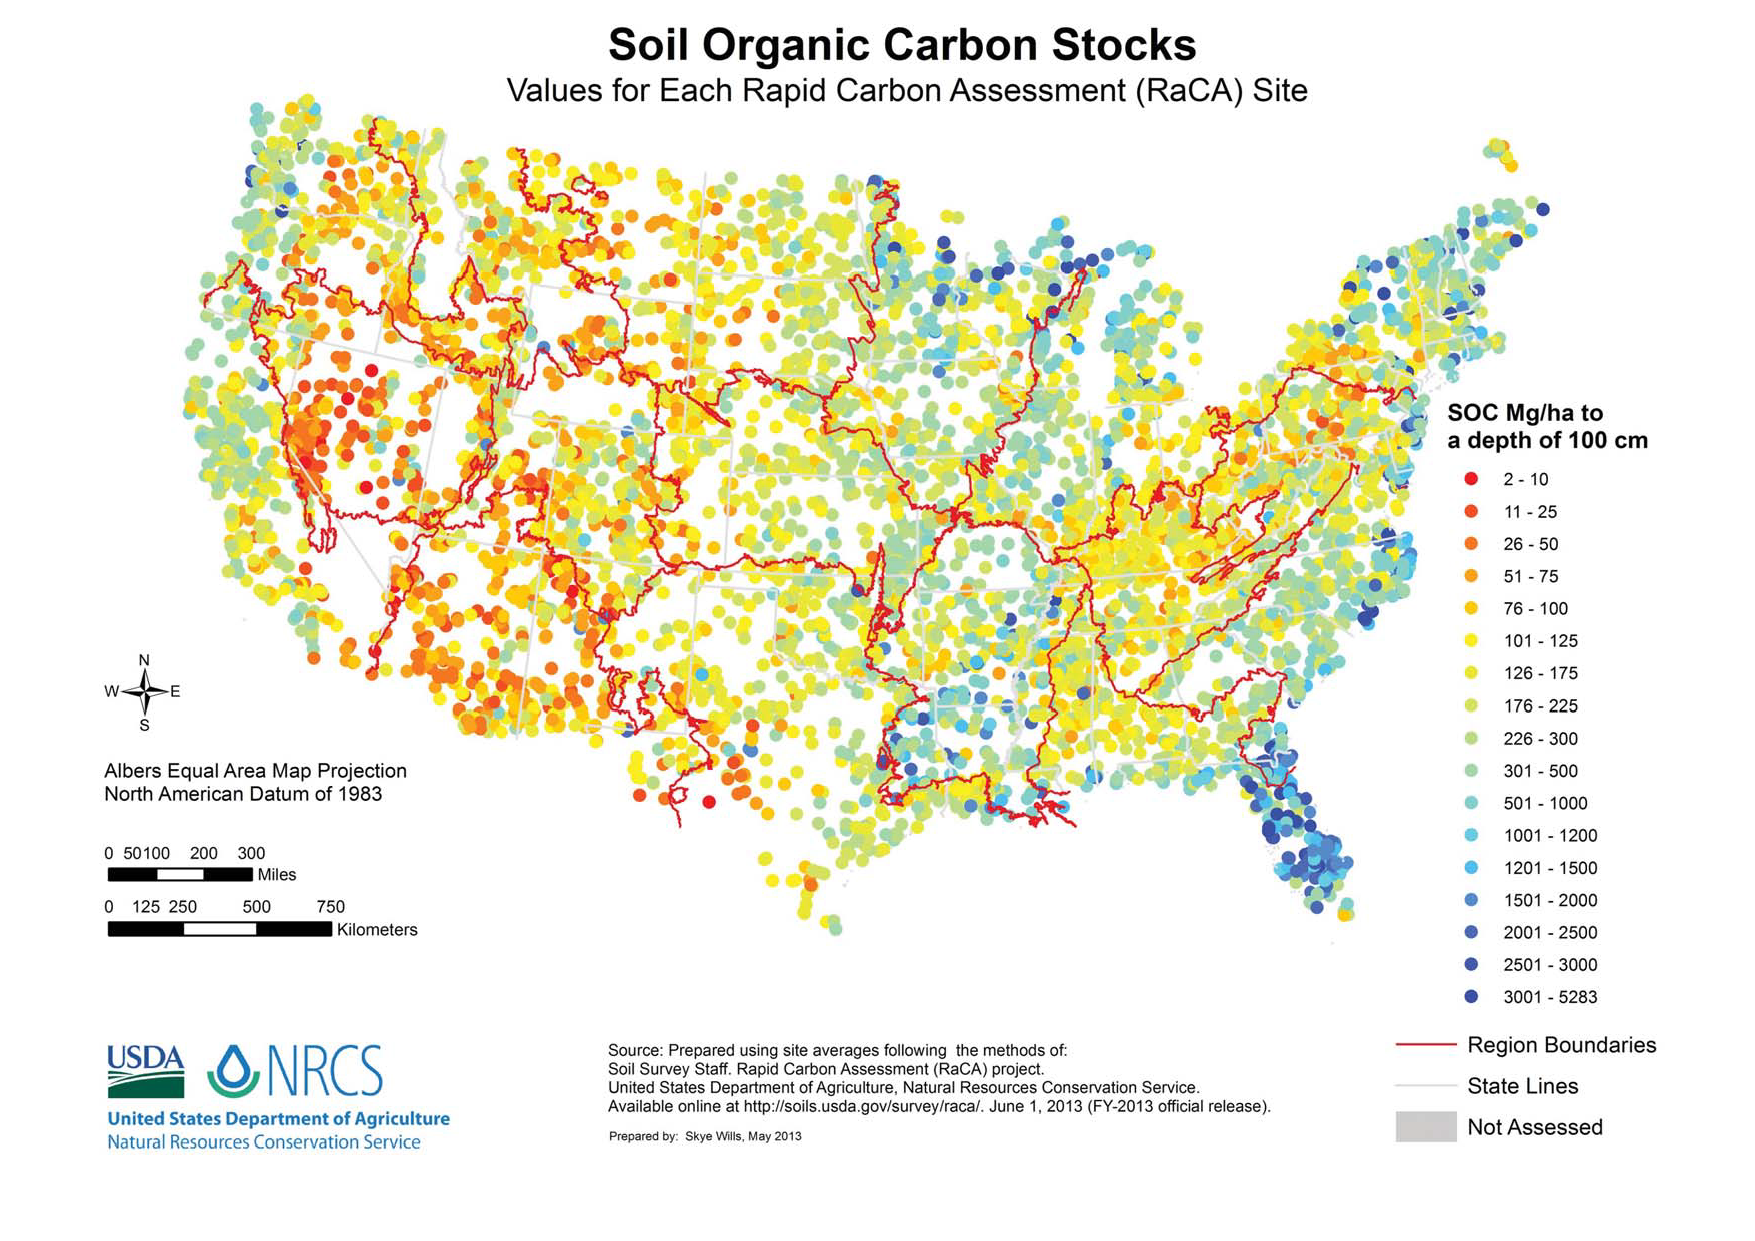 Soil Organic Carbon Stocks
Values for Each Rapid Carbon Assessment (RaCA) Site
SOC Mg/ha to
a depth of 100 cm
2 - 10
11 - 25
26 - 50
51 - 75
76 - 100
101 - 125
126 - 175
176 - 225
226 - 300
301 - 500
501 - 1000
1001 - 1200
1201 - 1500
1501 - 2000
2001 - 2500
2501 - 3000
3001 - 5283
Region Boundaries
State Lines
Not Assessed
N
W E
S
Albers Equal Area Map Projection
North American Datum of 1983
0 50100 200 300
Miles
0 125 250 500 750
Kilometers
USDA NRCS
United States Department of Agriculture
Natural Resources Conservation Service
Source: Prepared using site averages following the methods of:
Soil Survey Staff. Rapid Carbon Assessment (RaCA) project.
United States Department of Agriculture, Natural Resources Conservation Service.
Available online at http://soils.usda.gov/survey/raca/. June 1, 2013 (FY-2013 official release).
Prepared by: Skye Wills, May 2013